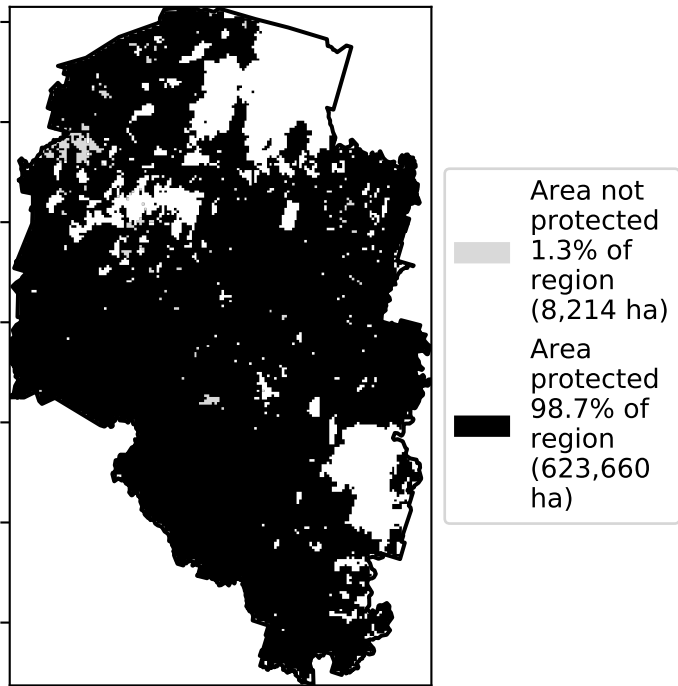 Area not
protected
1.3% of
region
(8,214 ha)
Area
protected
98.7% of
region
(623,660
ha)